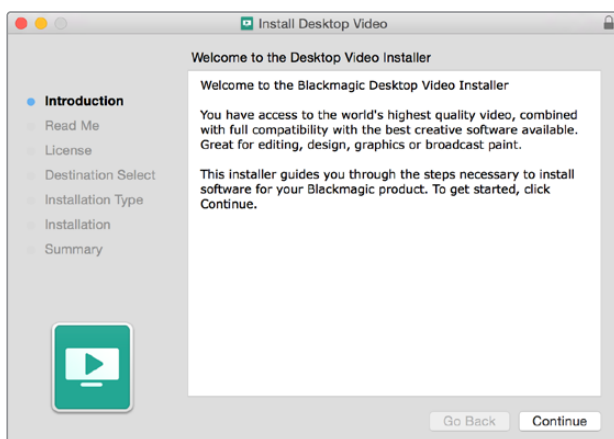 Install Desktop Video
Welcome to the Desktop Video Installer
Introduction
Read Me
License
Destination Select
Installation Type
Installation
Summary
Welcome to the Blackmagic Desktop Video Installer
You have access to the world's highest quality video, combined
with full compatibility with the best creative software available.
Great for editing, design, graphics or broadcast paint.
This installer guides you through the steps necessary to install
software for your Blackmagic product. To get started, click
Continue.
Go Back
Continue